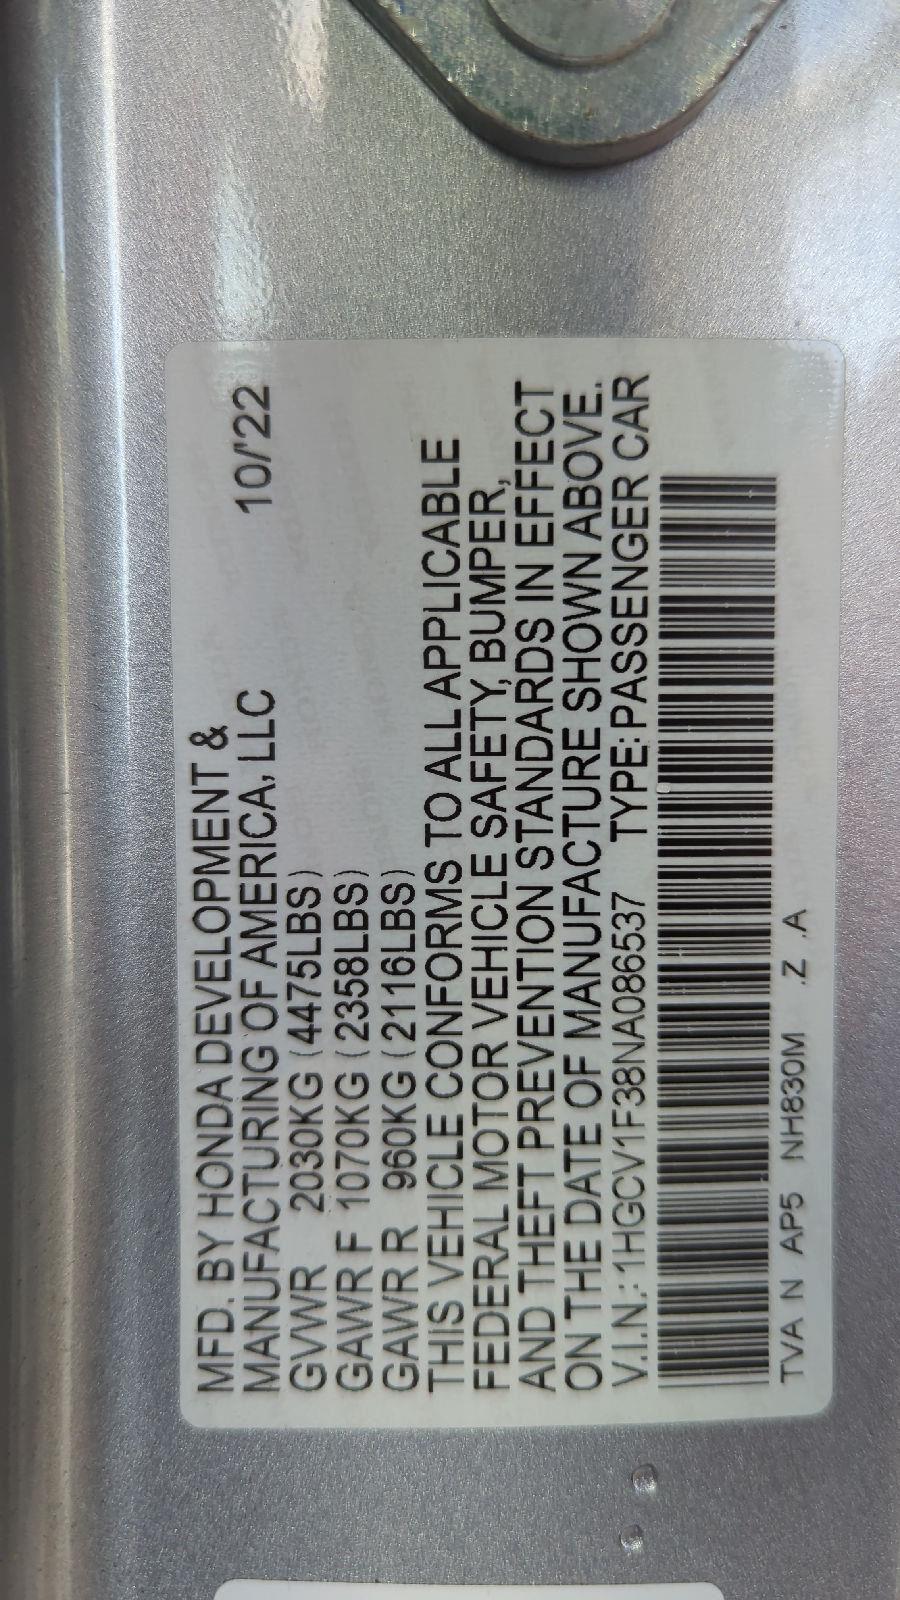 MFD. BY HONDA DEVELOPMENT &
MANUFACTURING OF AMERICA, LLC 10/'22
GVWR 2030KG (4475LBS)
GAWR F 1070KG (2358LBS)
GAWR R 960KG (2116LBS)
THIS VEHICLE CONFORMS TO ALL APPLICABLE
FEDERAL MOTOR VEHICLE SAFETY, BUMPER,
AND THEFT PREVENTION STANDARDS IN EFFECT
ON THE DATE OF MANUFACTURE SHOWN ABOVE.
V.I.N.: 1HGCV1F38NA086537 TYPE: PASSENGER CAR
TVA N AP5 NH830M .Z .A